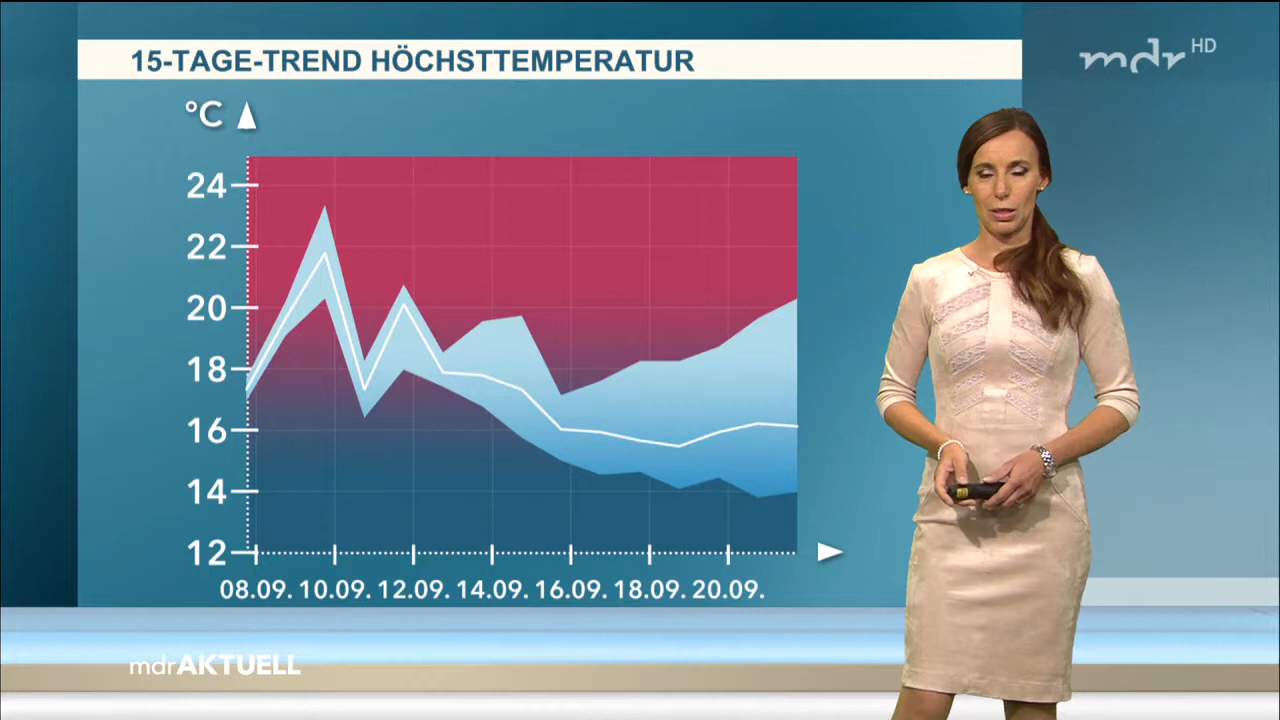 15-TAGE-TREND HÖCHSTTEMPERATUR
mdr HD
°C
24
22
20
18
16
14
12
08.09. 10.09. 12.09. 14.09. 16.09. 18.09. 20.09.
mdrAKTUELL